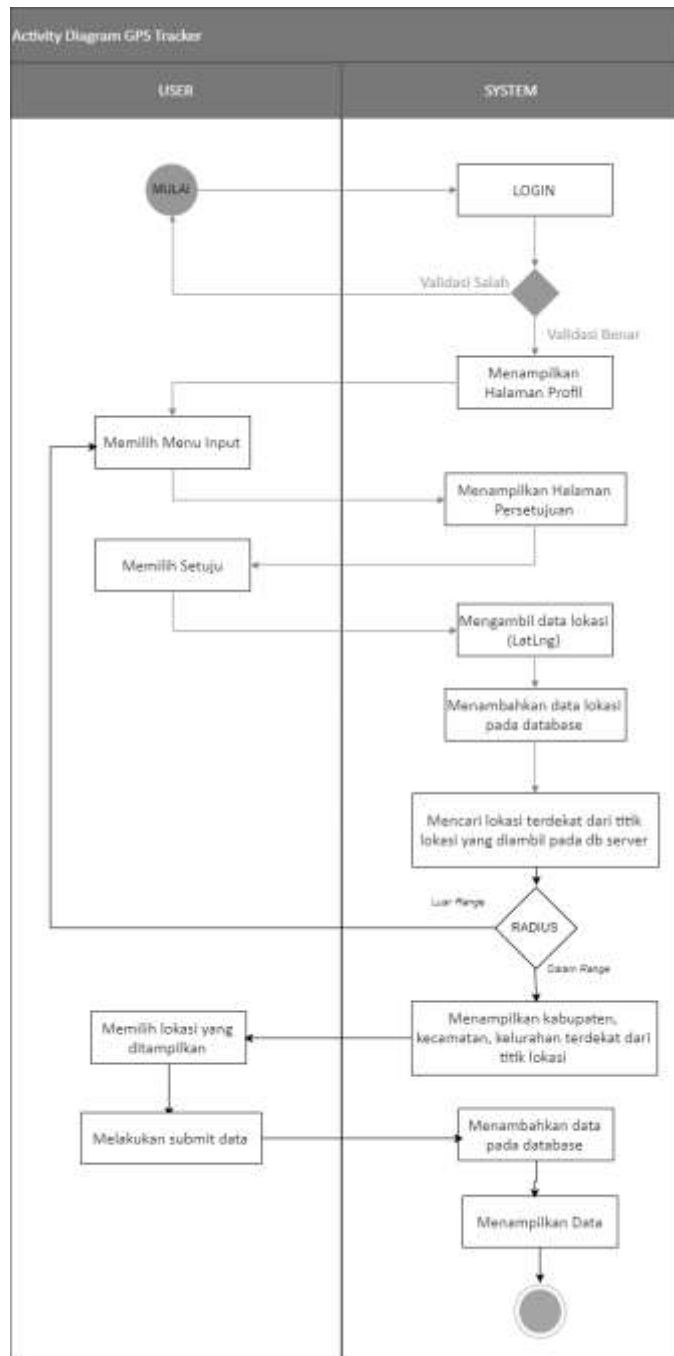 Activity Diagram GPS Tracker
USER
SYSTEM
MULAI
LOGIN
Validasi Salah
Validasi Benar
Menampilkan
Halaman Profil
Memilih Menu Input
Menampilkan Halaman
Persetujuan
Memilih Setuju
Mengambil data lokasi
(LatLng)
Menambahkan data lokasi
pada database
Mencari lokasi terdekat dari titik
lokasi yang diambil pada db server
Luar Range
RADIUS
Dalam Range
Memilih lokasi yang
ditampilkan
Menampilkan kabupaten,
kecamatan, kelurahan terdekat dari
titik lokasi
Melakukan submit data
Menambahkan data
pada database
Menampilkan Data